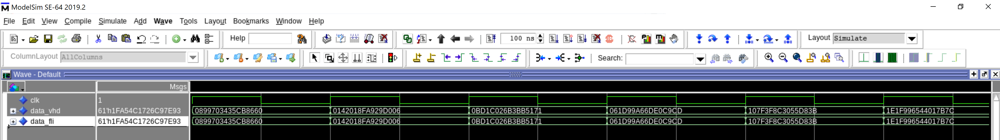 ModelSim SE-64 2019.2
File Edit View Compile Simulate Add Wave Tools Layout Bookmarks Window Help
Help 100 ns Layout Simulate
ColumnLayout AllColumns Search:
Wave - Default
Msgs
clk 1
data_vhd 61'h1FA54C1726C97E93 0899703435CB8660 0142018FA929D006 0BD1C026B3BB5171 061D99A66DE0C9CD 107F3F8C3055D83B 1E1F996544017B7C
data_fli 61'h1FA54C1726C97E93 0899703435CB8660 0142018FA929D006 0BD1C026B3BB5171 061D99A66DE0C9CD 107F3F8C3055D83B 1E1F996544017B7C